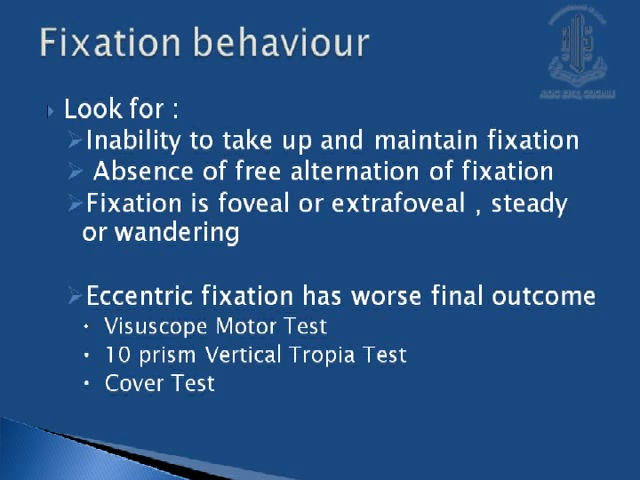 Fixation behaviour
Look for :
Inability to take up and maintain fixation
Absence of free alternation of fixation
Fixation is foveal or extrafoveal , steady
or wandering
Eccentric fixation has worse final outcome
• Visuscope Motor Test
• 10 prism Vertical Tropia Test
• Cover Test